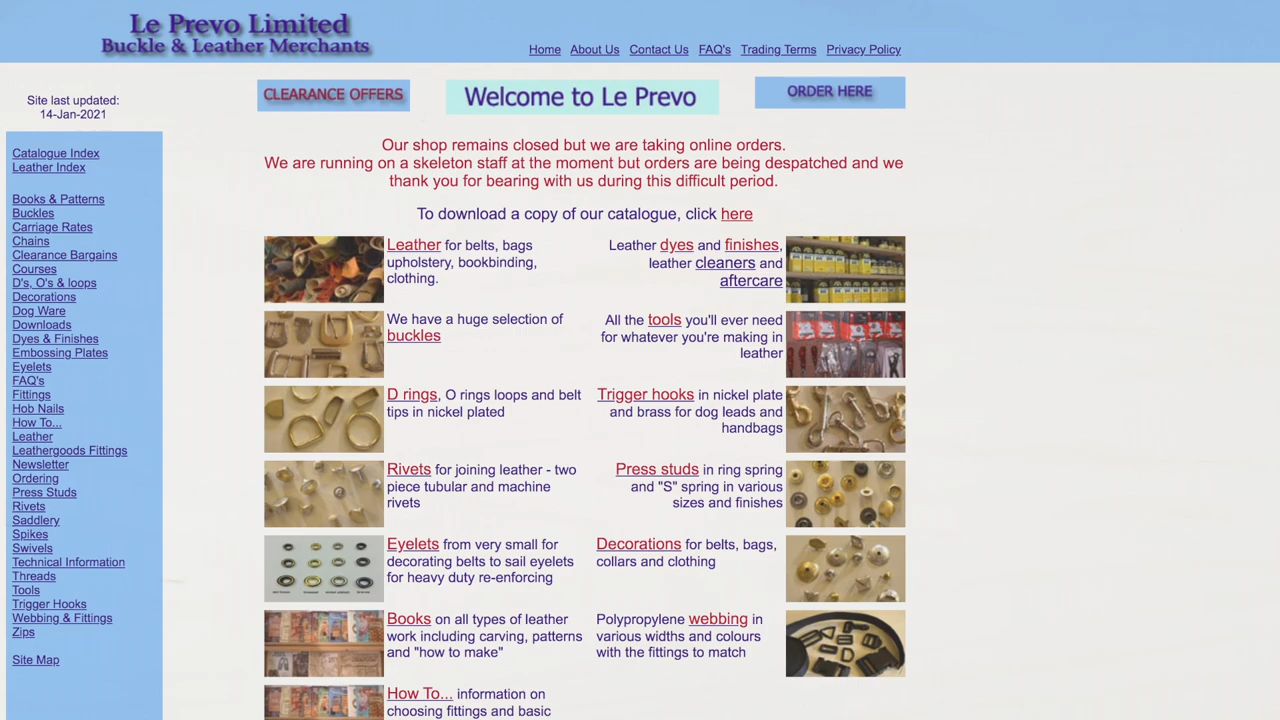 Le Prevo Limited
Buckle & Leather Merchants
Home About Us Contact Us FAQ's Trading Terms Privacy Policy
Site last updated:
14-Jan-2021
Catalogue Index
Leather Index
Books & Patterns
Buckles
Carriage Rates
Chains
Clearance Bargains
Courses
D's, O's & loops
Decorations
Dog Ware
Downloads
Dyes & Finishes
Embossing Plates
Eyelets
FAQ's
Fittings
Hob Nails
How To...
Leather
Leathergoods Fittings
Newsletter
Ordering
Press Studs
Rivets
Saddlery
Spikes
Swivels
Technical Information
Threads
Tools
Trigger Hooks
Webbing & Fittings
Zips
Site Map
CLEARANCE OFFERS
Welcome to Le Prevo
ORDER HERE
Our shop remains closed but we are taking online orders.
We are running on a skeleton staff at the moment but orders are being despatched and we
thank you for bearing with us during this difficult period.
To download a copy of our catalogue, click here
Leather for belts, bags
upholstery, bookbinding,
clothing.
Leather dyes and finishes,
leather cleaners and
aftercare
We have a huge selection of
buckles
All the tools you'll ever need
for whatever you're making in
leather
D rings, O rings loops and belt
tips in nickel plated
Trigger hooks in nickel plate
and brass for dog leads and
handbags
Rivets for joining leather - two
piece tubular and machine
rivets
Press studs in ring spring
and "S" spring in various
sizes and finishes
Eyelets from very small for
decorating belts to sail eyelets
for heavy duty re-enforcing
Decorations for belts, bags,
collars and clothing
Books on all types of leather
work including carving, patterns
and "how to make"
Polypropylene webbing in
various widths and colours
with the fittings to match
How To... information on
choosing fittings and basic